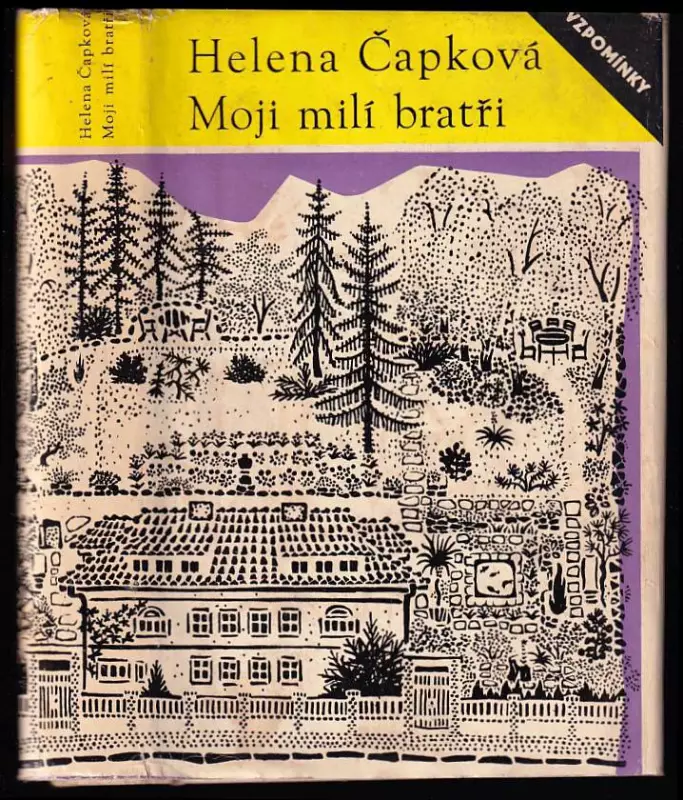 Helena Čapková
Moji milí bratři
Helena Čapková
Moji milí bratři
VZPOMÍNKY